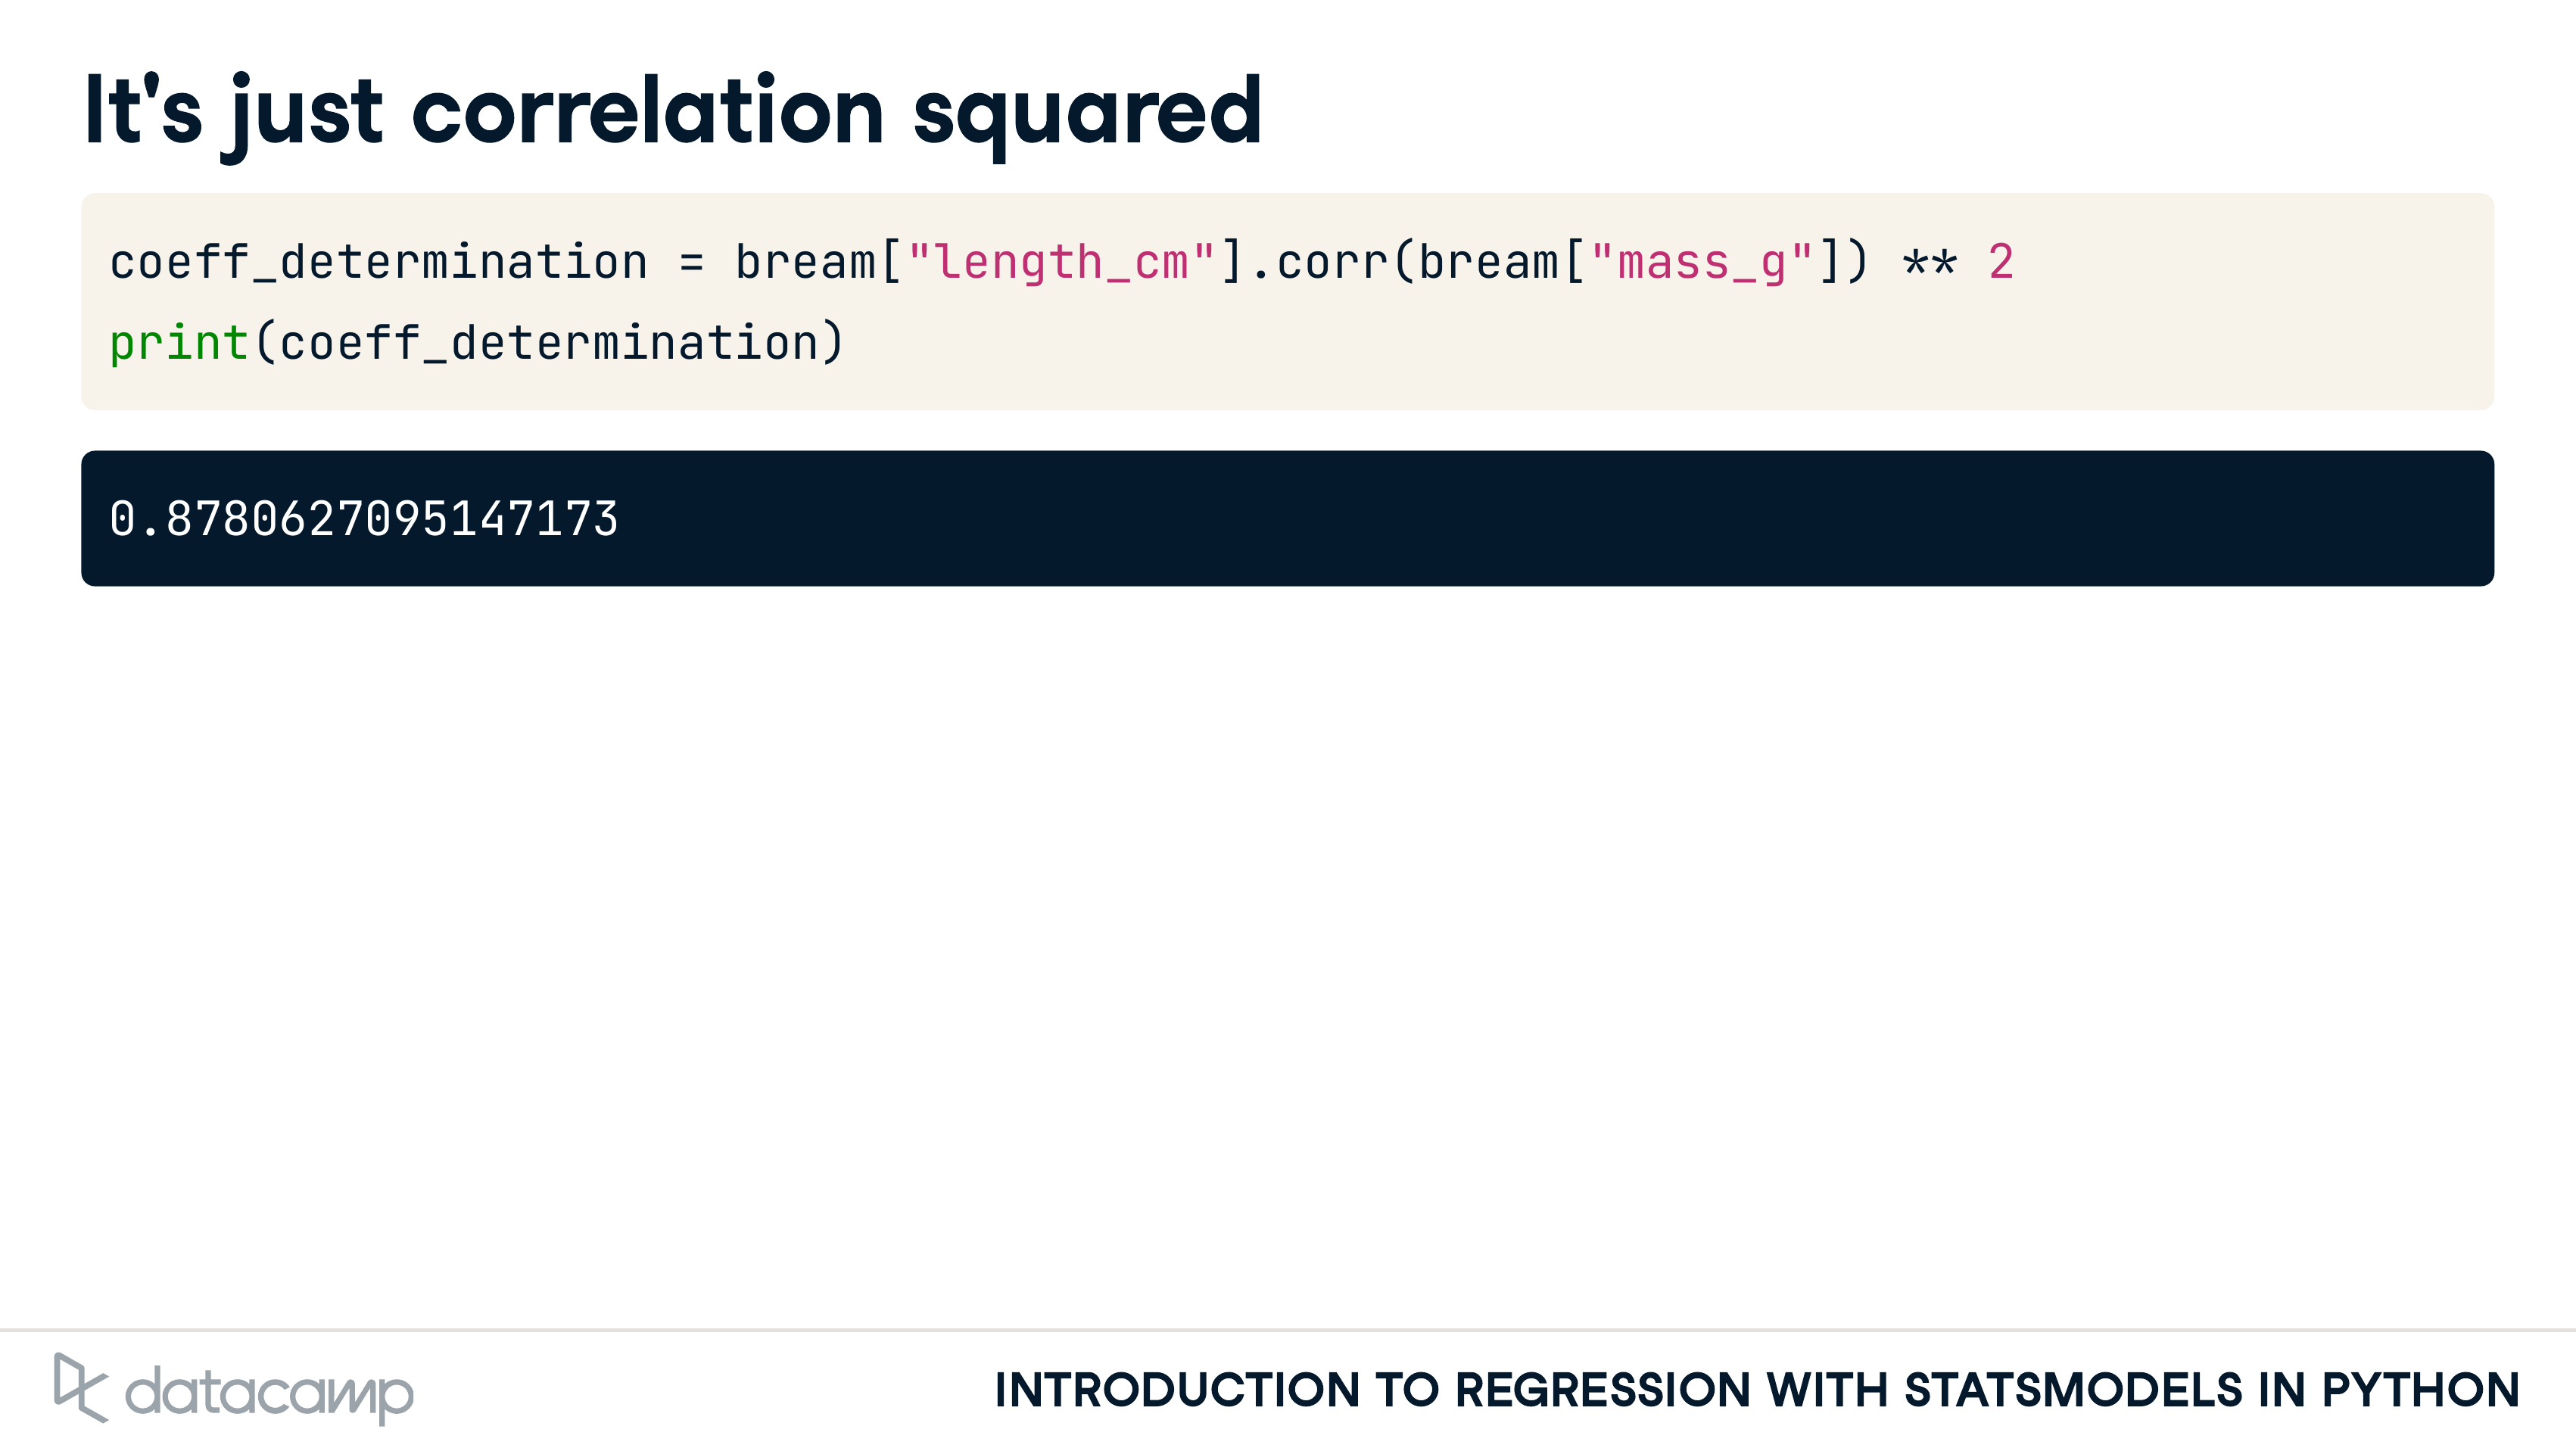 It's just correlation squared
coeff_determination = bream["length_cm"].corr(bream["mass_g"]) ** 2
print(coeff_determination)
0.8780627095147173
datacamp
INTRODUCTION TO REGRESSION WITH STATSMODELS IN PYTHON